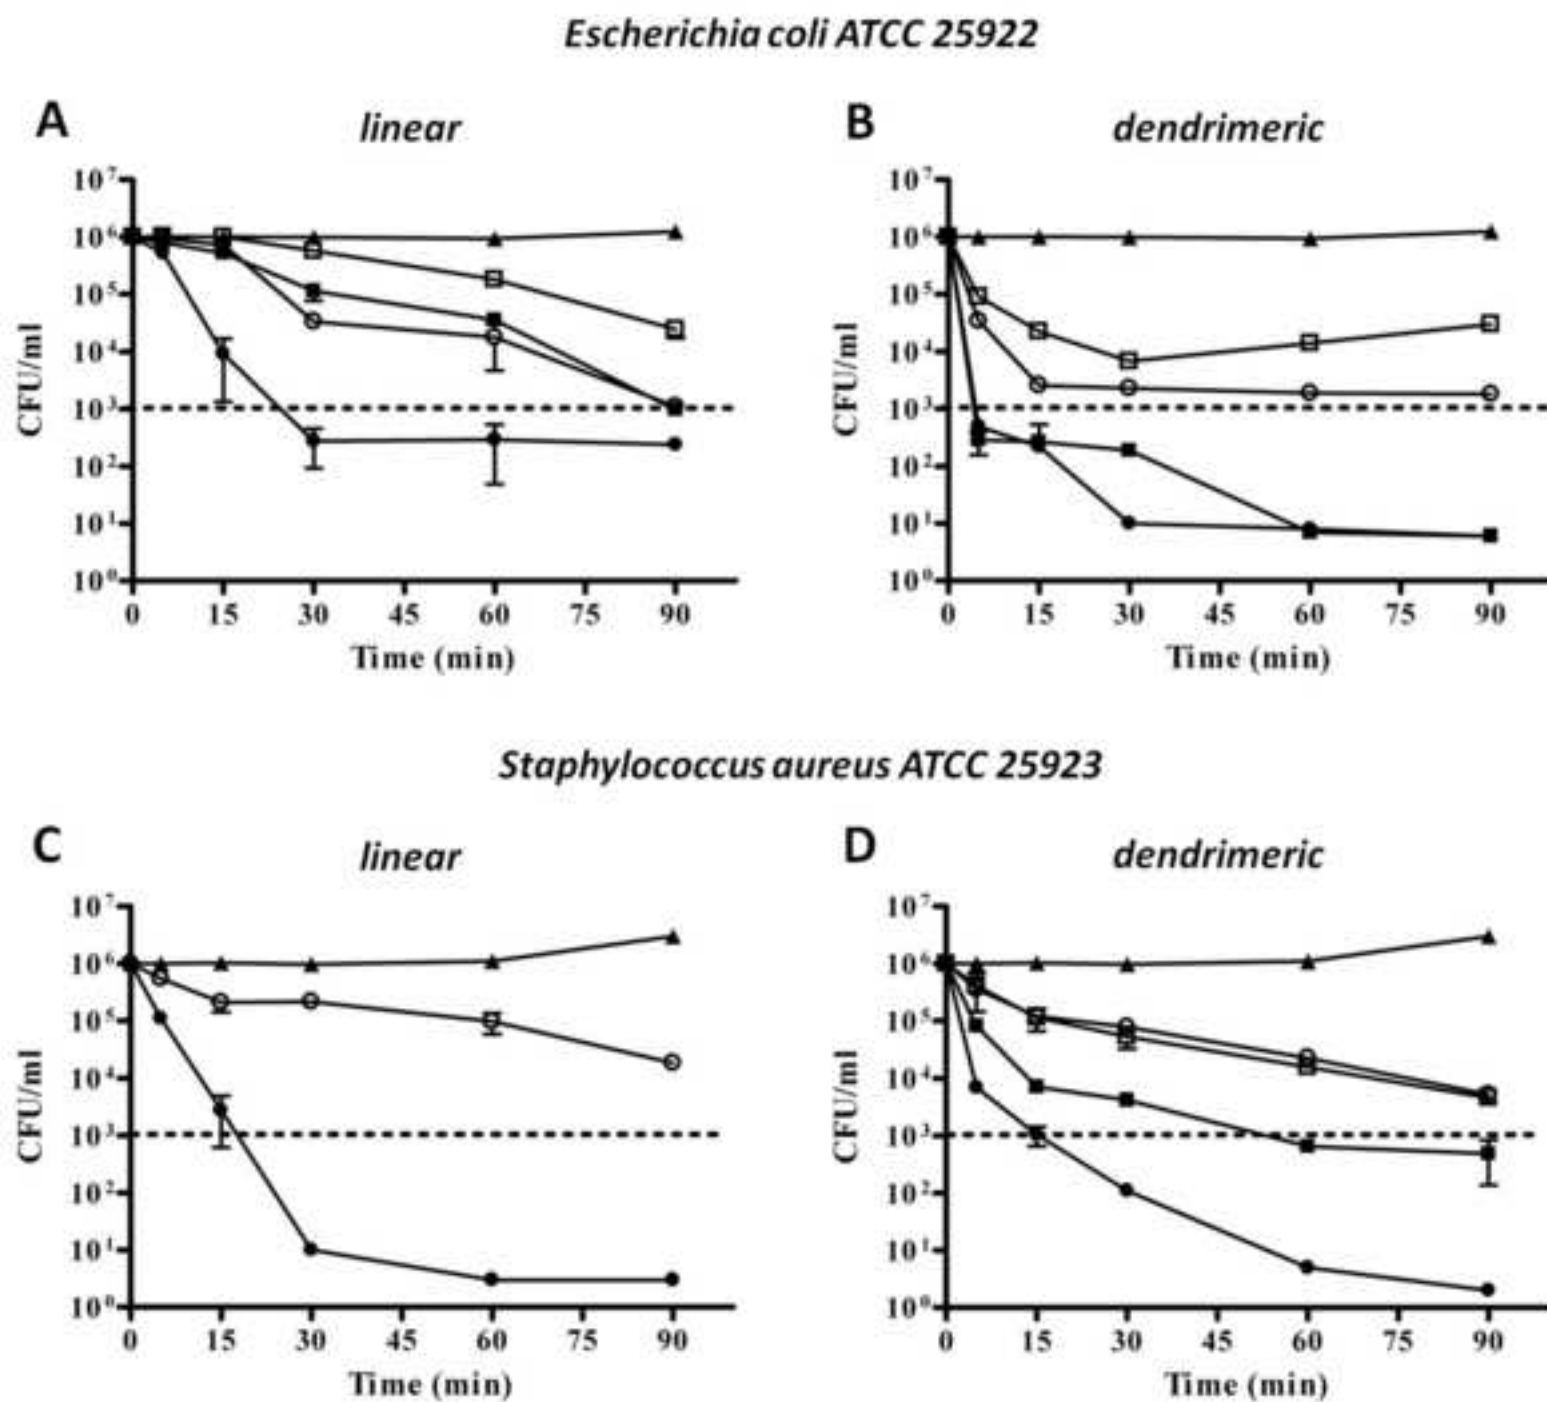 Escherichia coli ATCC 25922
A
linear
B
dendrimeric
10⁷
10⁶
10⁵
10⁴
10³
10²
10¹
10⁰
CFU/ml
0 15 30 45 60 75 90
Time (min)
10⁷
10⁶
10⁵
10⁴
10³
10²
10¹
10⁰
CFU/ml
0 15 30 45 60 75 90
Time (min)
Staphylococcus aureus ATCC 25923
C
linear
D
dendrimeric
10⁷
10⁶
10⁵
10⁴
10³
10²
10¹
10⁰
CFU/ml
0 15 30 45 60 75 90
Time (min)
10⁷
10⁶
10⁵
10⁴
10³
10²
10¹
10⁰
CFU/ml
0 15 30 45 60 75 90
Time (min)